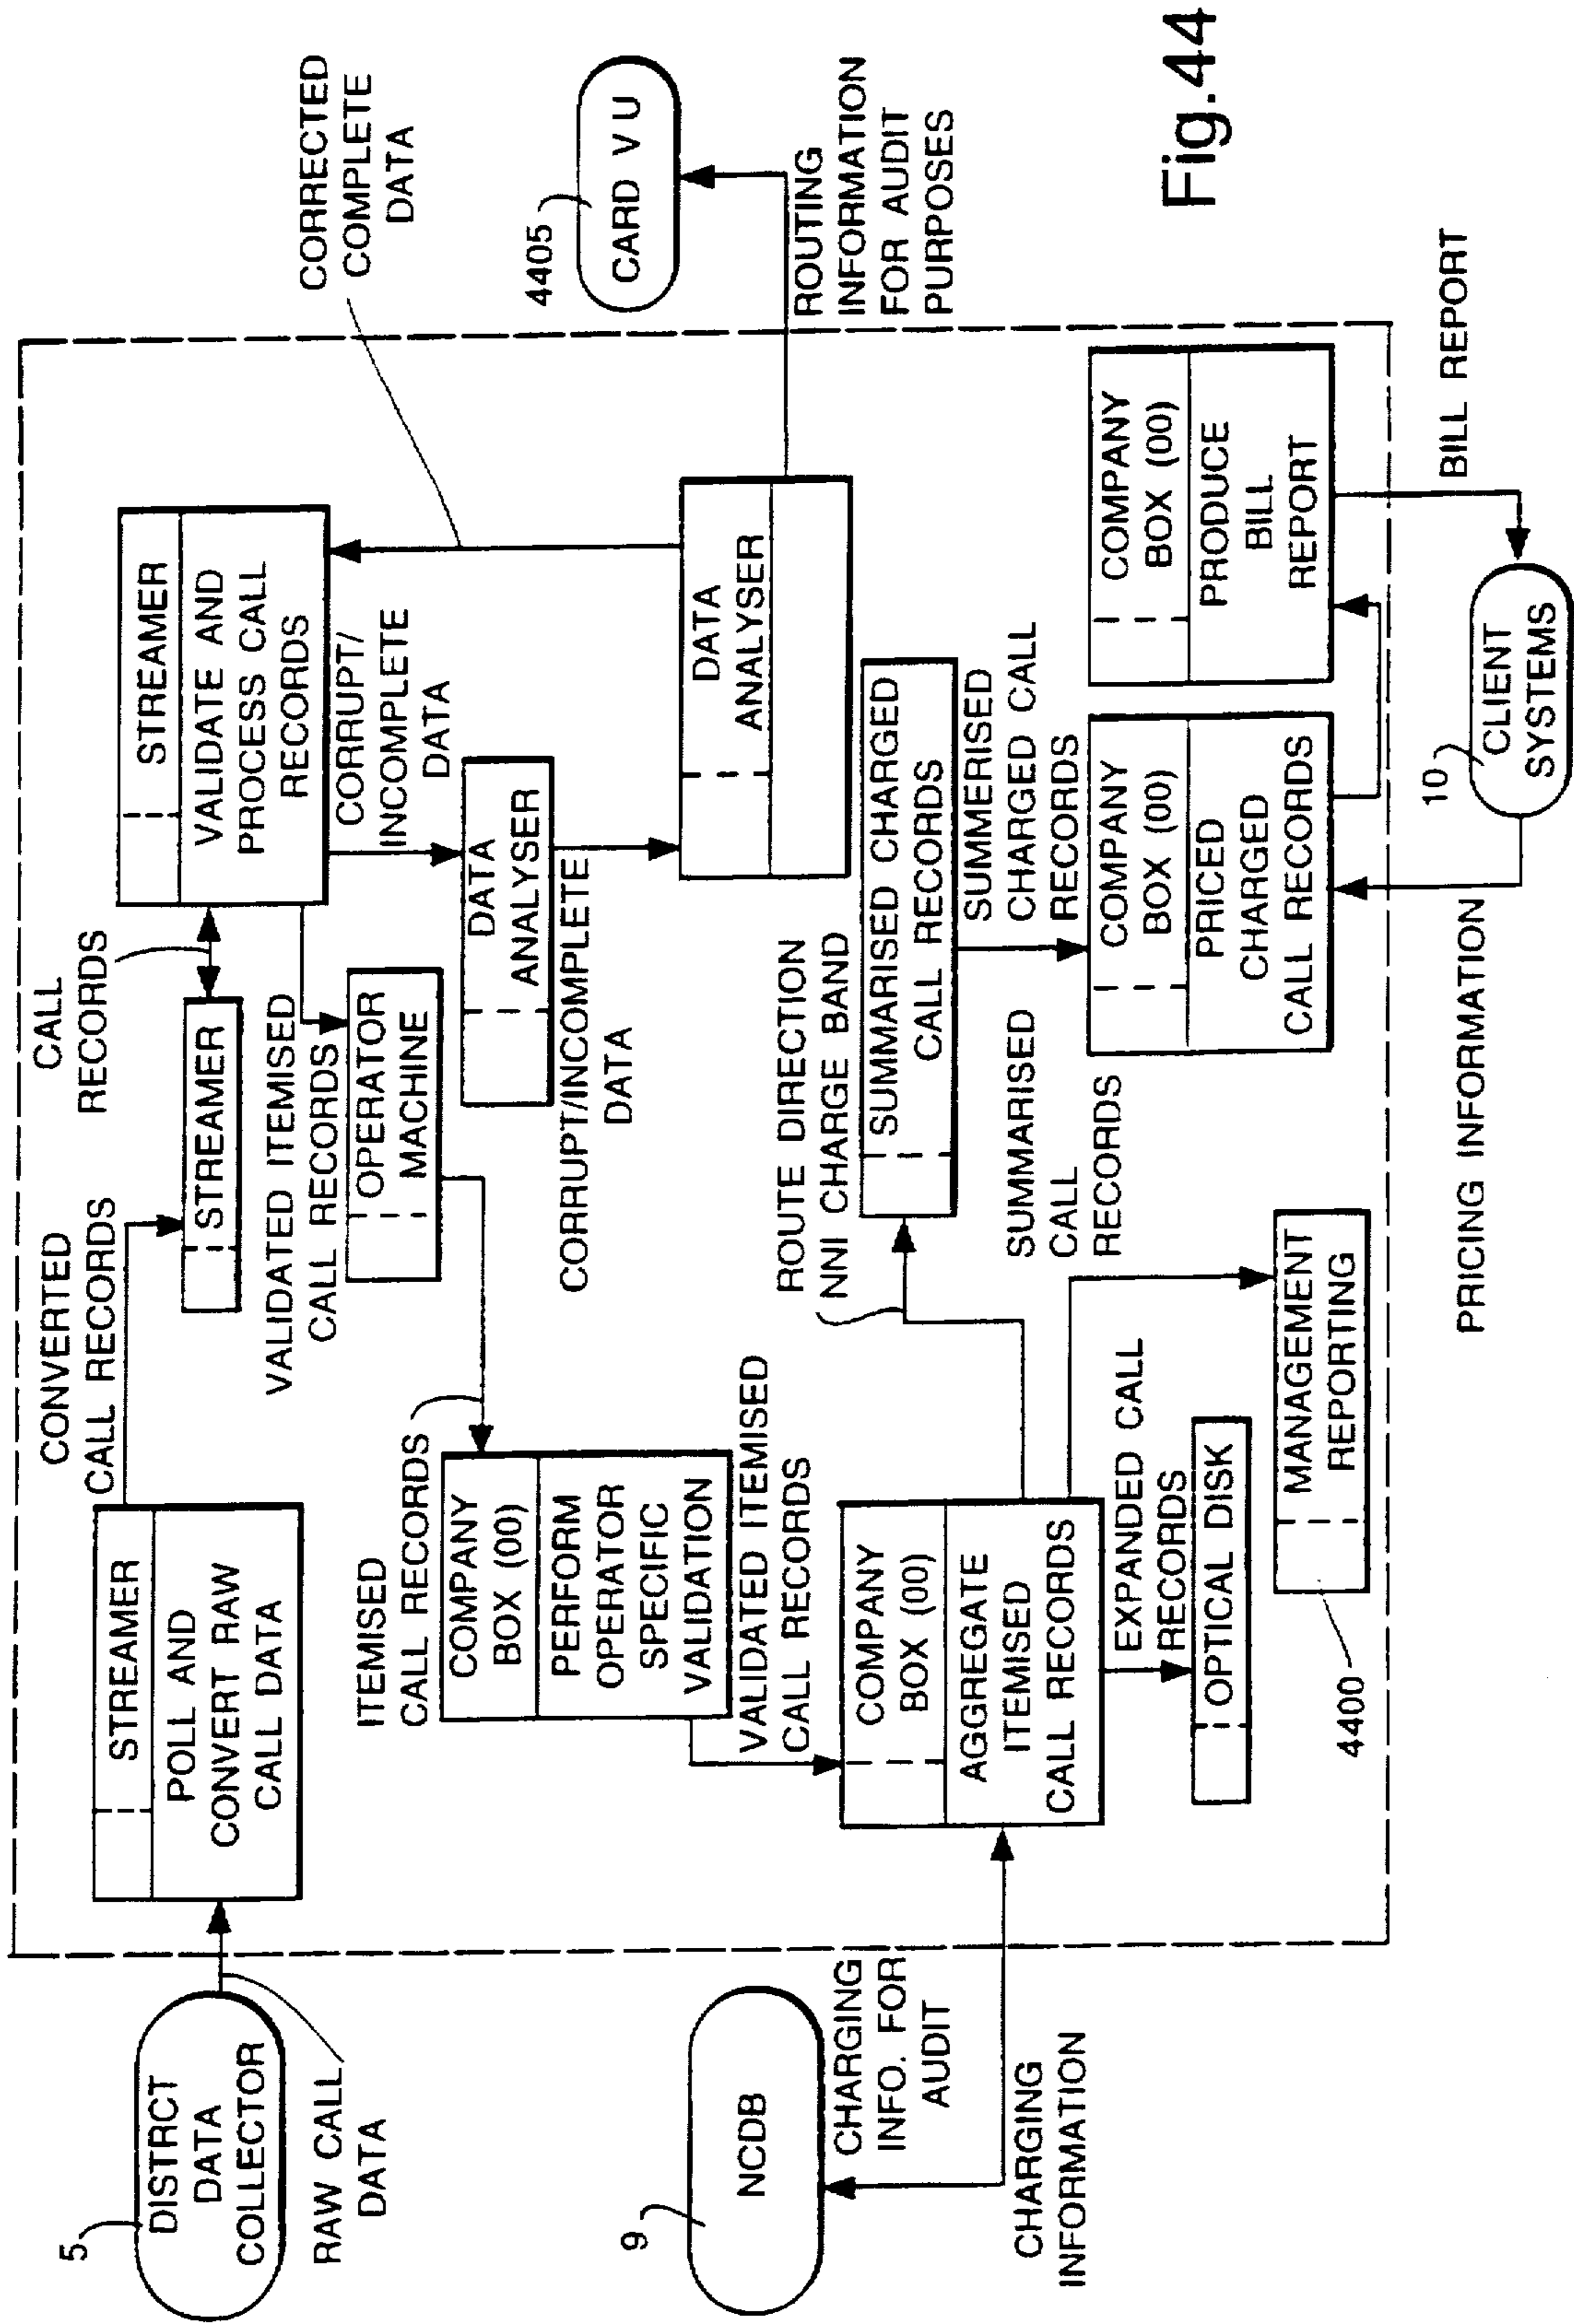 5
DISTRCT
DATA
COLLECTOR
RAW CALL
DATA
STREAMER
POLL AND
CONVERT RAW
CALL DATA
CONVERTED
CALL RECORDS
STREAMER
CALL
RECORDS
STREAMER
VALIDATE AND
PROCESS CALL
RECORDS
CORRECTED
COMPLETE
DATA
VALIDATED ITEMISED
CALL RECORDS
OPERATOR
MACHINE
CORRUPT/
INCOMPLETE
DATA
DATA
ANALYSER
CORRUPT/INCOMPLETE
DATA
DATA
ANALYSER
4405
CARD V U
ROUTING
INFORMATION
FOR AUDIT
PURPOSES
ITEMISED
CALL RECORDS
COMPANY
BOX (00)
PERFORM
OPERATOR
SPECIFIC
VALIDATION
VALIDATED ITEMISED
CALL RECORDS
9
NCDB
CHARGING
INFO. FOR
AUDIT
CHARGING
INFORMATION
COMPANY
BOX (00)
AGGREGATE
ITEMISED
CALL RECORDS
ROUTE DIRECTION
NNI CHARGE BAND
SUMMARISED CHARGED
CALL RECORDS
SUMMARISED
CALL
RECORDS
SUMMERISED
CHARGED CALL
RECORDS
EXPANDED CALL
RECORDS
OPTICAL DISK
MANAGEMENT
REPORTING
4400
COMPANY
BOX (00)
PRICED
CHARGED
CALL RECORDS
COMPANY
BOX (00)
PRODUCE
BILL
REPORT
PRICING INFORMATION
10
CLIENT
SYSTEMS
BILL REPORT
Fig.44